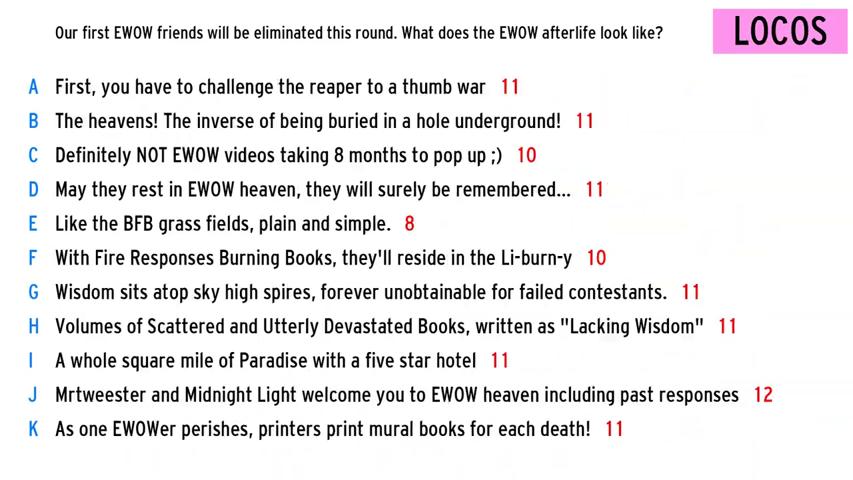 Our first EWOW friends will be eliminated this round. What does the EWOW afterlife look like?
LOCOS
A First, you have to challenge the reaper to a thumb war 11
B The heavens! The inverse of being buried in a hole underground! 11
C Definitely NOT EWOW videos taking 8 months to pop up ;) 10
D May they rest in EWOW heaven, they will surely be remembered... 11
E Like the BFB grass fields, plain and simple. 8
F With Fire Responses Burning Books, they'll reside in the Li-burn-y 10
G Wisdom sits atop sky high spires, forever unobtainable for failed contestants. 11
H Volumes of Scattered and Utterly Devastated Books, written as "Lacking Wisdom" 11
I A whole square mile of Paradise with a five star hotel 11
J Mrtweester and Midnight Light welcome you to EWOW heaven including past responses 12
K As one EWOWer perishes, printers print mural books for each death! 11